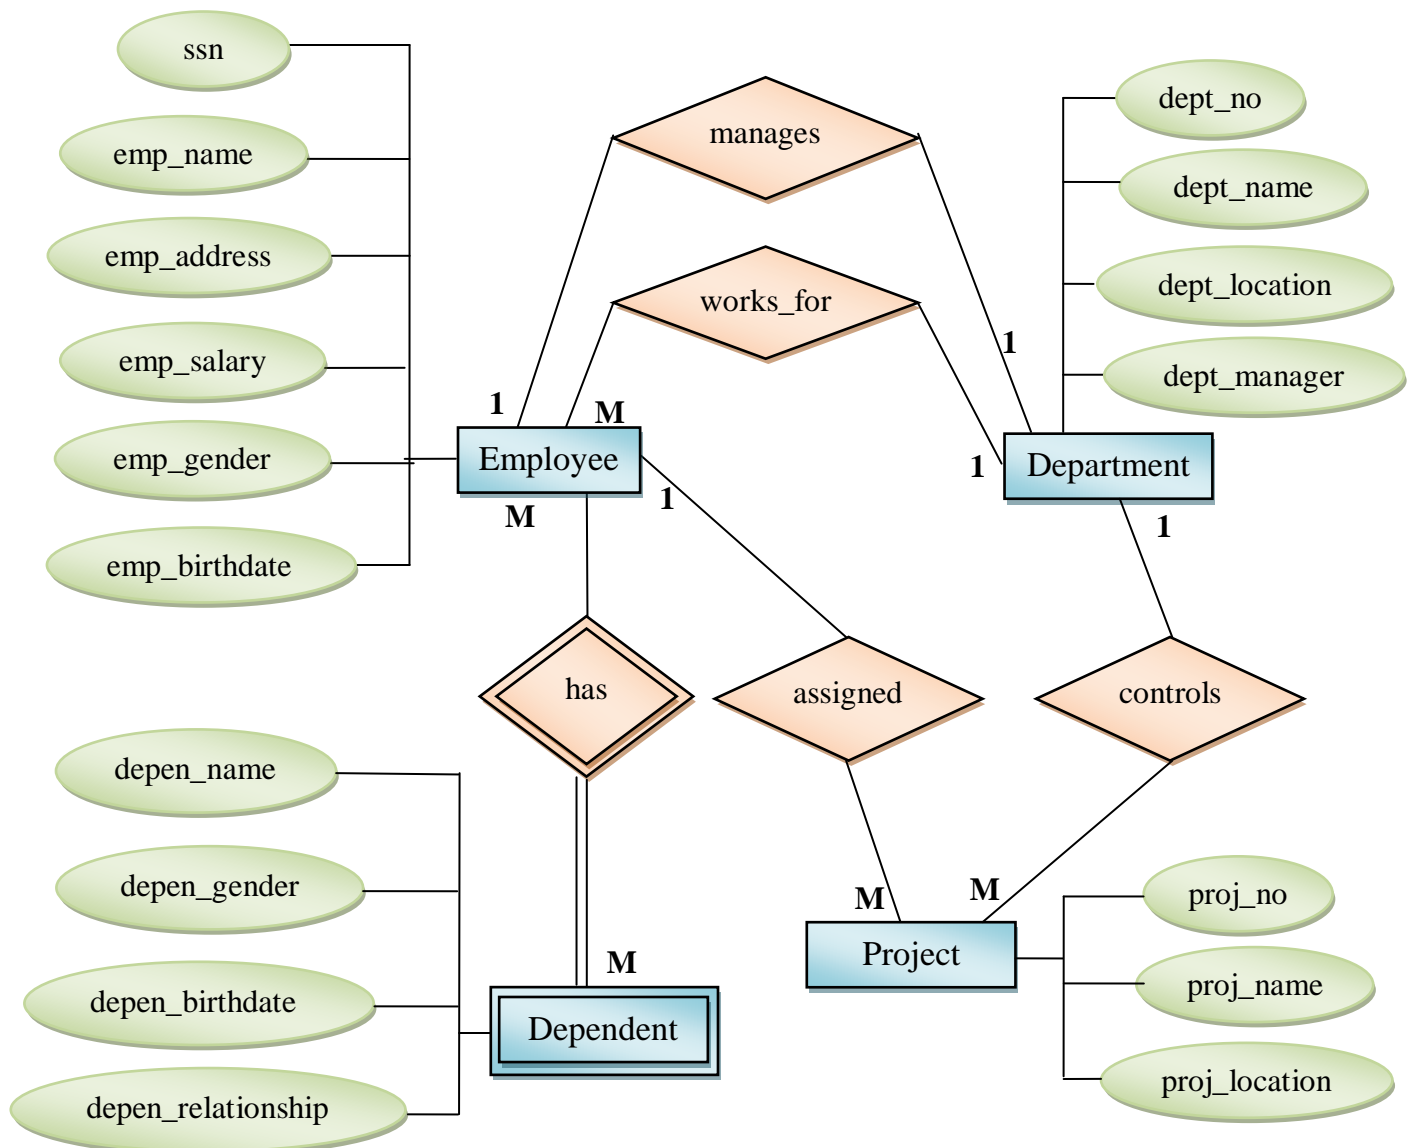 ssn
emp_name
emp_address
emp_salary
emp_gender
emp_birthdate
manages
works_for
dept_no
dept_name
dept_location
dept_manager
1
M
1
1
Employee
Department
M
1
1
has
assigned
controls
depen_name
depen_gender
depen_birthdate
depen_relationship
M
M
M
Dependent
Project
proj_no
proj_name
proj_location